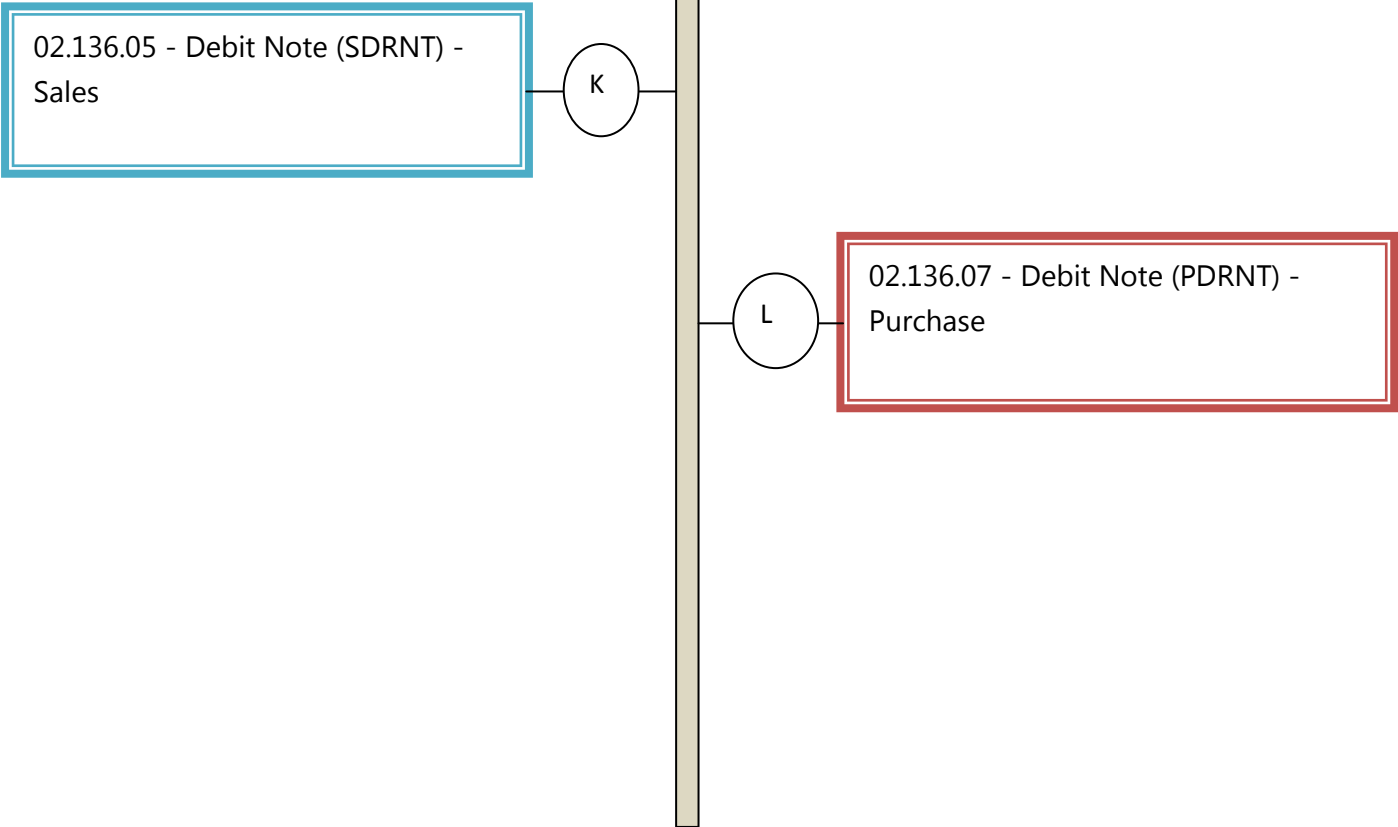 02.136.05 - Debit Note (SDRNT) -
Sales
K
02.136.07 - Debit Note (PDRNT) -
Purchase
L